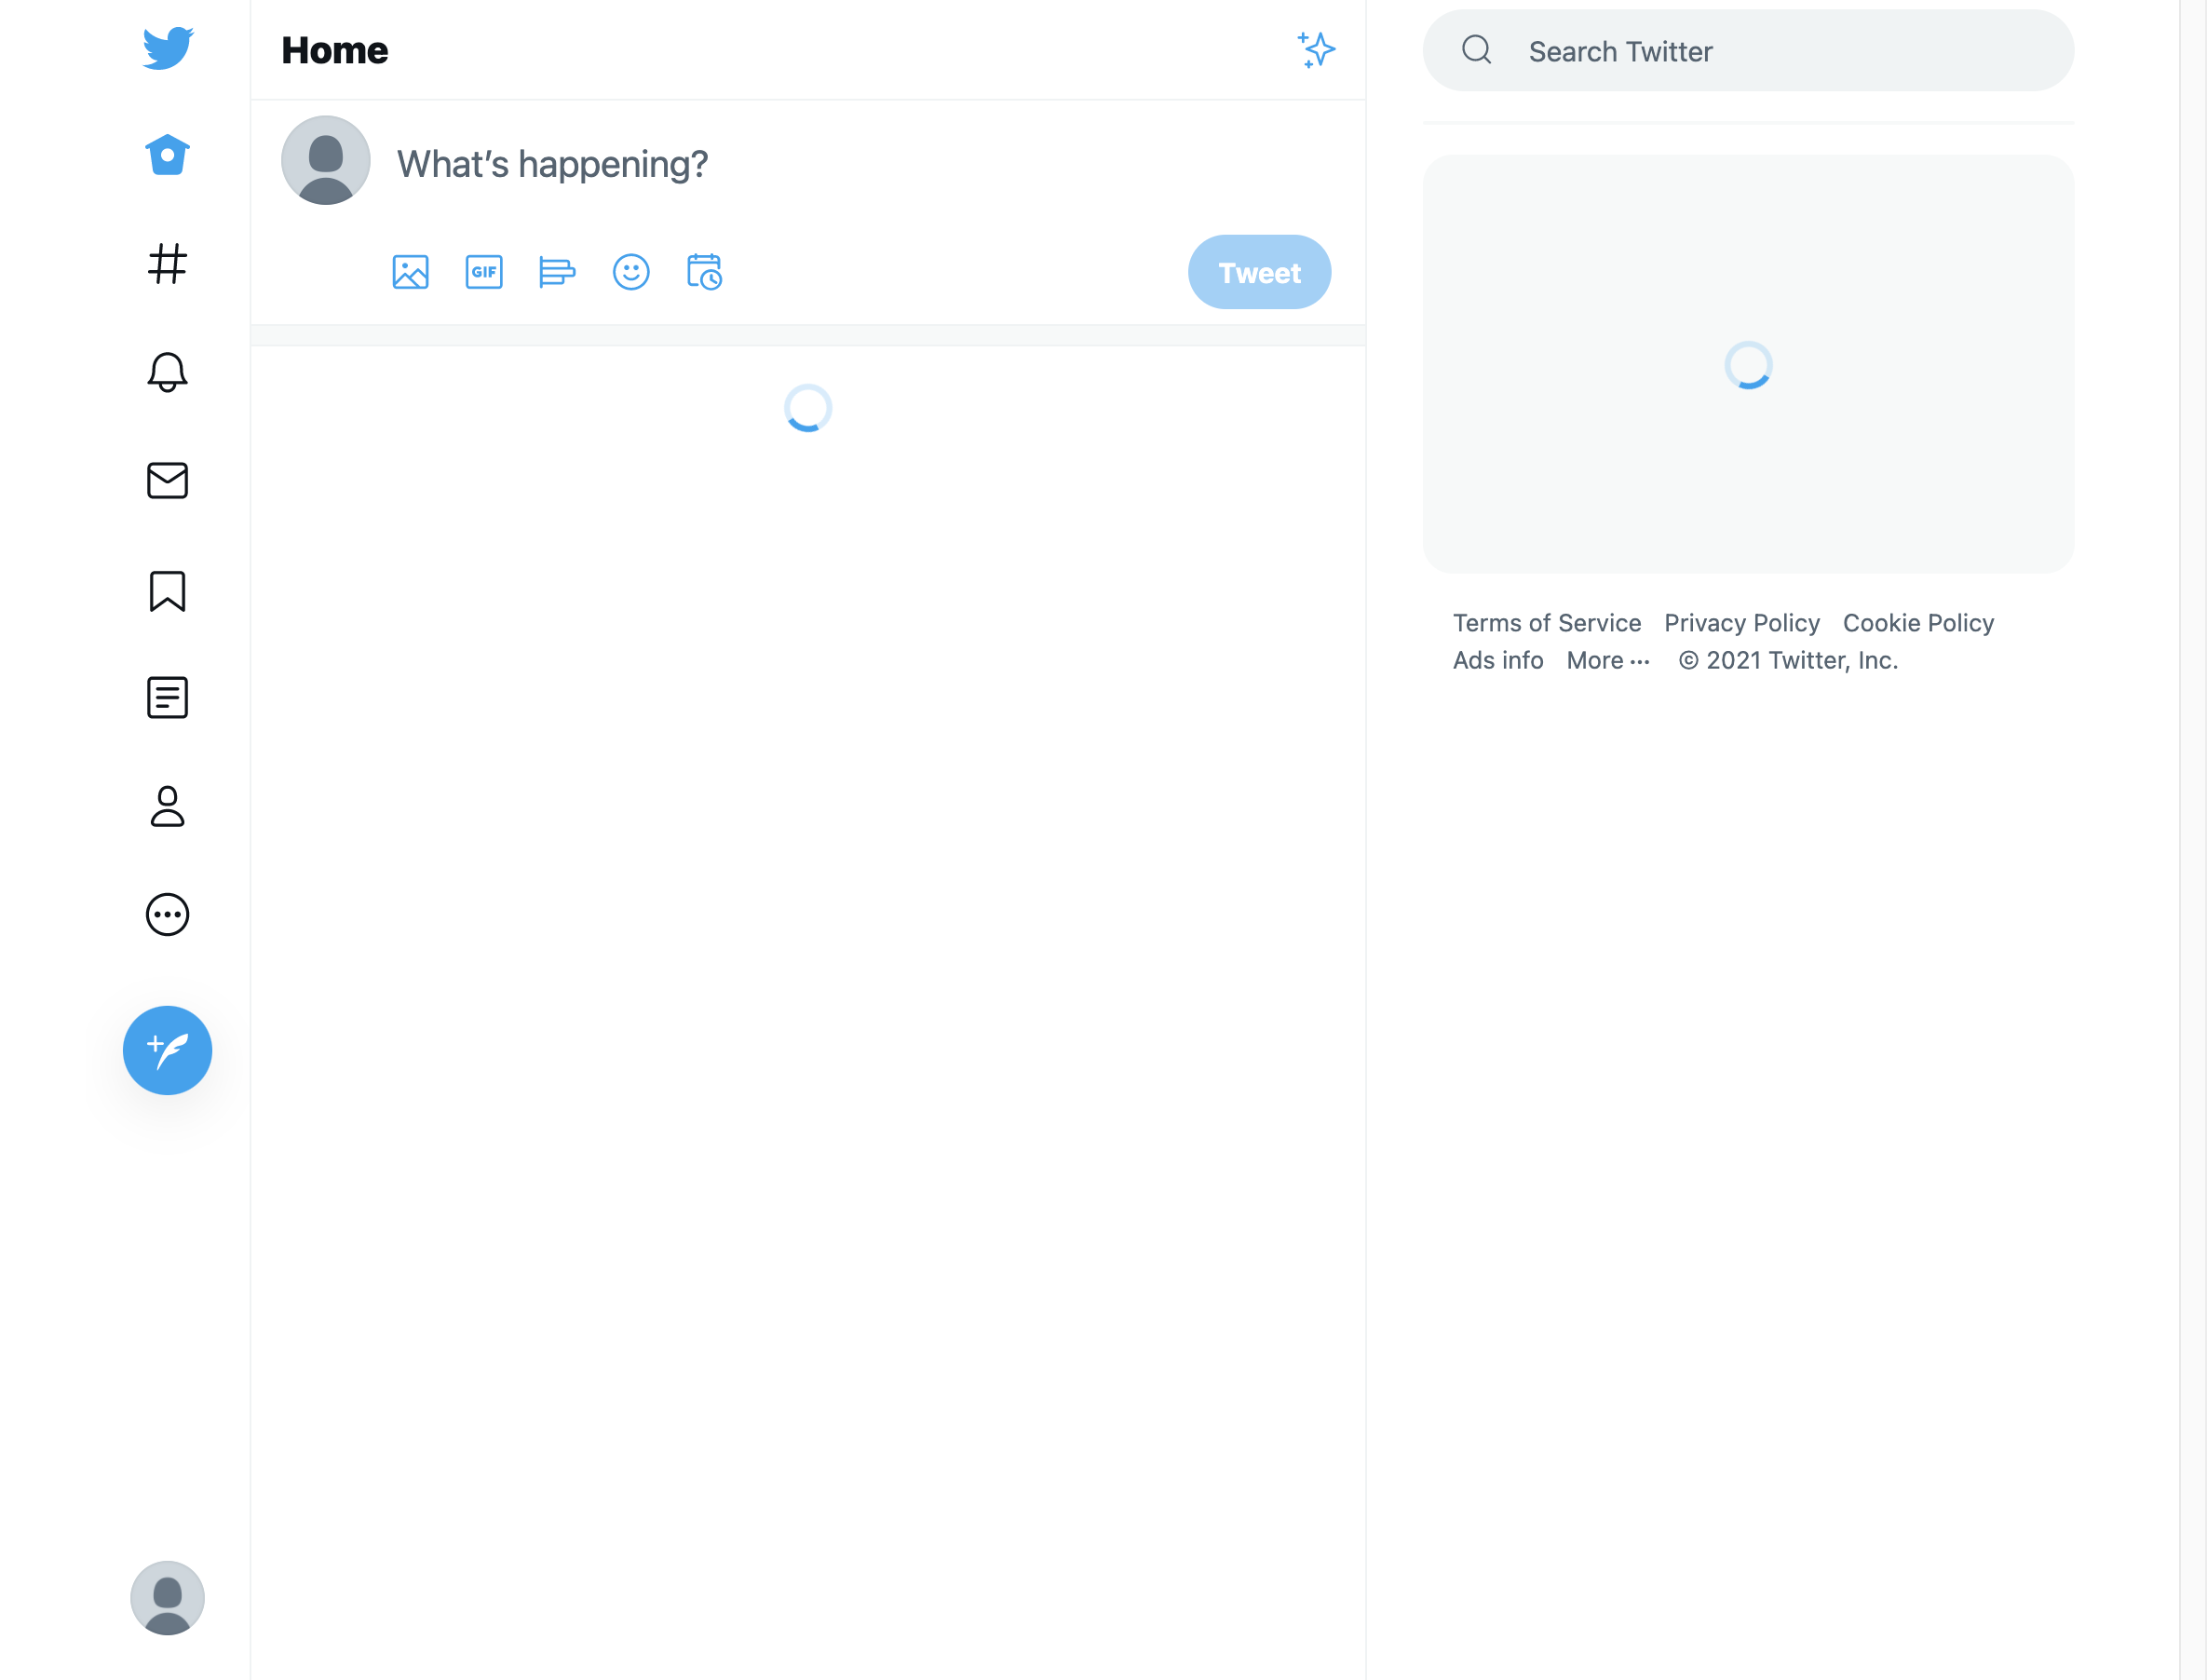 Home
Search Twitter
What’s happening?
GIF
Tweet
Terms of Service Privacy Policy Cookie Policy
Ads info More ··· © 2021 Twitter, Inc.